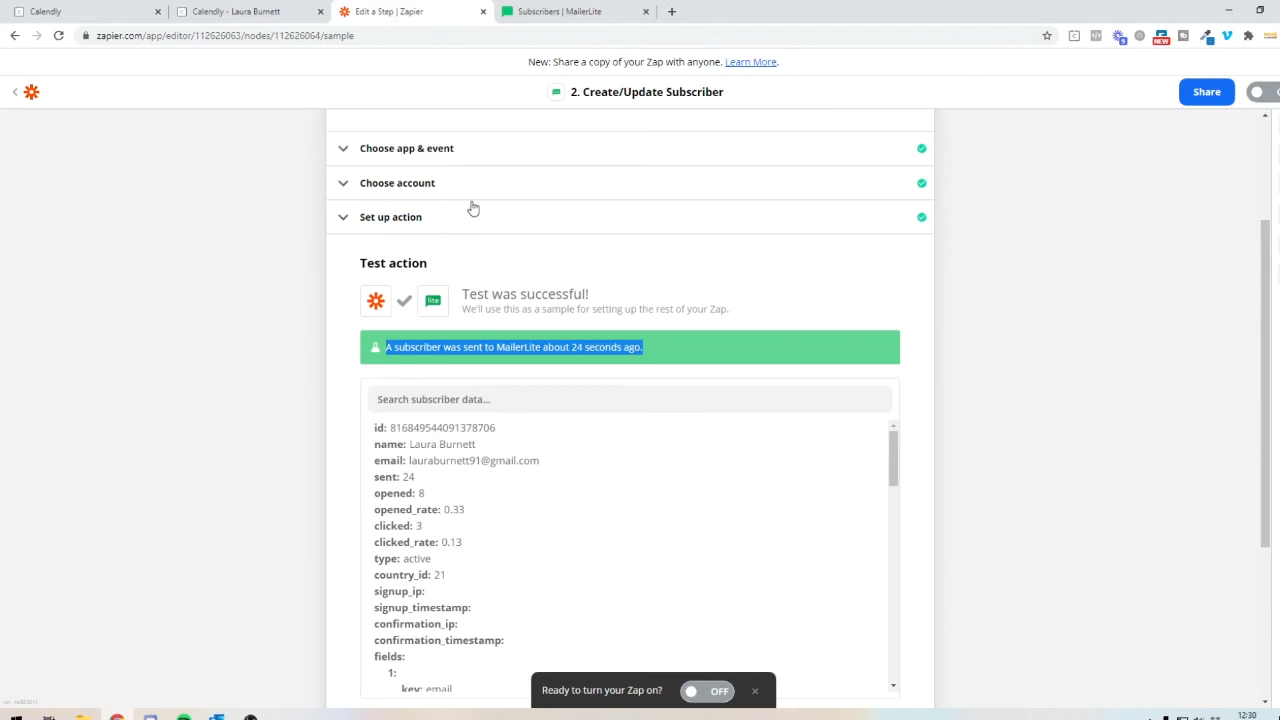 Calendly
Calendly - Laura Burnett
Edit a Step | Zapier
Subscribers | MailerLite
zapier.com/app/editor/112626063/nodes/112626064/sample
9
NEW
New: Share a copy of your Zap with anyone. Learn More.
2. Create/Update Subscriber
Share
Choose app & event
Choose account
Set up action
Test action
lite
Test was successful!
We'll use this as a sample for setting up the rest of your Zap.
A subscriber was sent to MailerLite about 24 seconds ago.
Search subscriber data...
id: 816849544091378706
name: Laura Burnett
email: lauraburnett91@gmail.com
sent: 24
opened: 8
opened_rate: 0.33
clicked: 3
clicked_rate: 0.13
type: active
country_id: 21
signup_ip:
signup_timestamp:
confirmation_ip:
confirmation_timestamp:
fields:
1:
key: email
Ready to turn your Zap on?
OFF
12:30